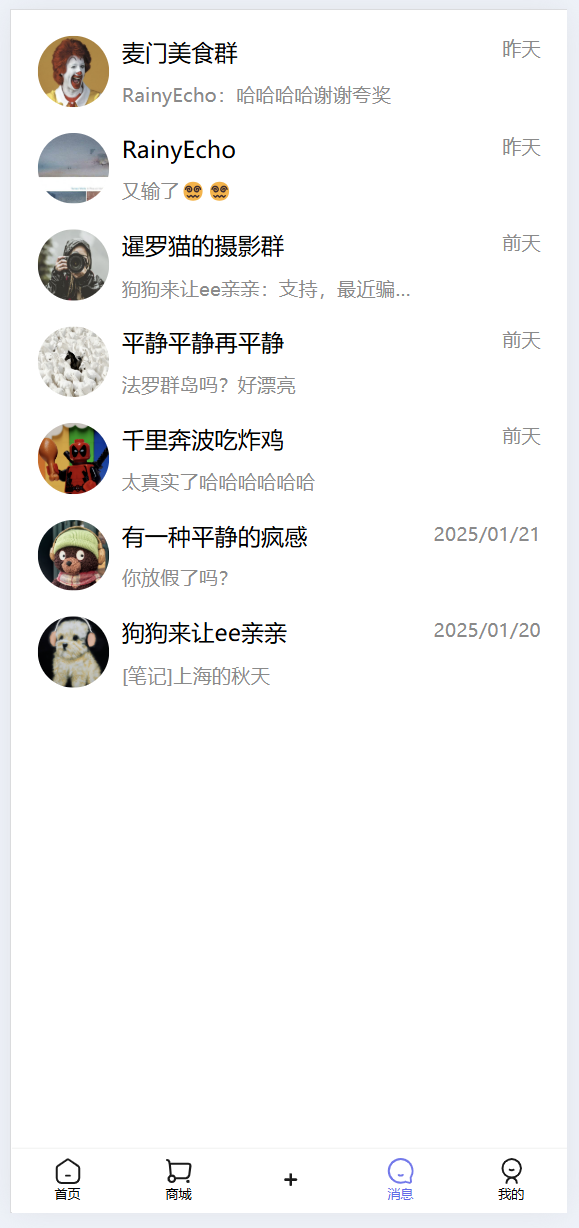 麦门美食群
昨天
RainyEcho：哈哈哈哈谢谢夸奖
RainyEcho
昨天
又输了😵‍💫 😵‍💫
暹罗猫的摄影群
前天
狗狗来让ee亲亲：支持，最近骗...
平静平静再平静
前天
法罗群岛吗？好漂亮
千里奔波吃炸鸡
前天
太真实了哈哈哈哈哈哈
有一种平静的疯感
2025/01/21
你放假了吗？
狗狗来让ee亲亲
2025/01/20
[笔记]上海的秋天
首页
商城
+
消息
我的